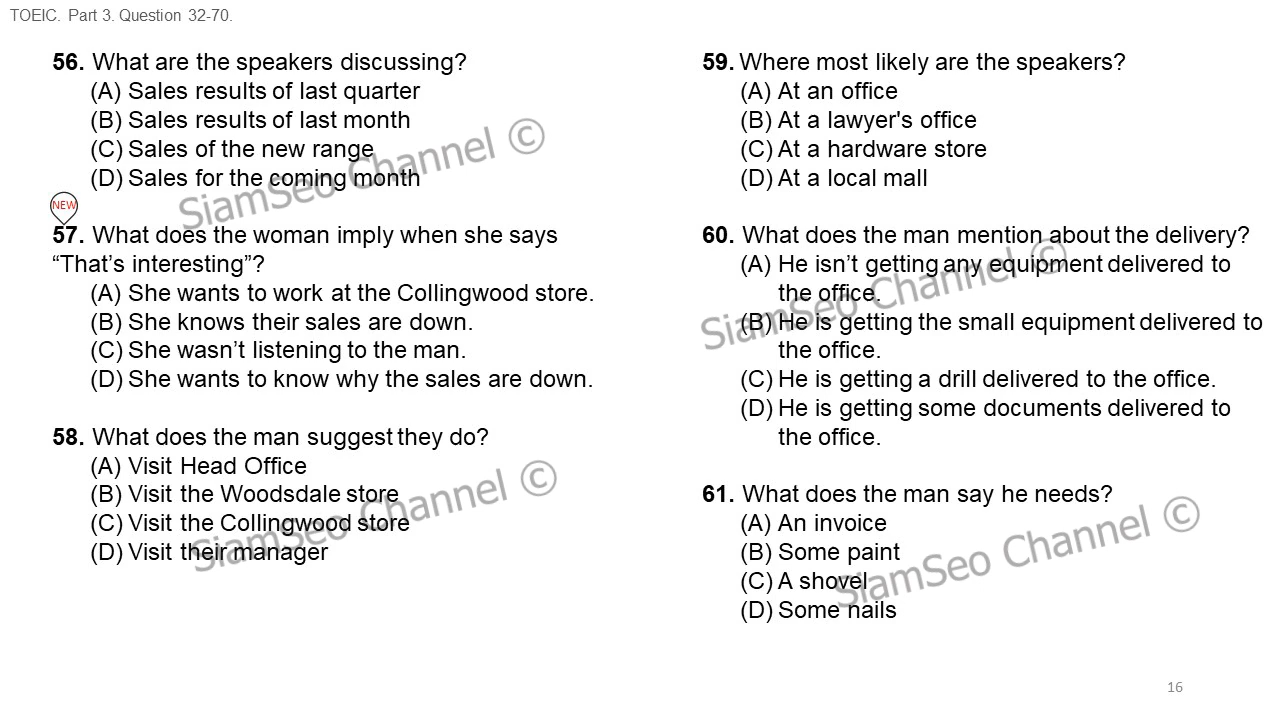 TOEIC. Part 3. Question 32-70.
56. What are the speakers discussing?
(A) Sales results of last quarter
(B) Sales results of last month
(C) Sales of the new range
(D) Sales for the coming month
NEW
57. What does the woman imply when she says
“That’s interesting”?
(A) She wants to work at the Collingwood store.
(B) She knows their sales are down.
(C) She wasn’t listening to the man.
(D) She wants to know why the sales are down.
58. What does the man suggest they do?
(A) Visit Head Office
(B) Visit the Woodsdale store
(C) Visit the Collingwood store
(D) Visit their manager
59. Where most likely are the speakers?
(A) At an office
(B) At a lawyer's office
(C) At a hardware store
(D) At a local mall
60. What does the man mention about the delivery?
(A) He isn’t getting any equipment delivered to
the office.
(B) He is getting the small equipment delivered to
the office.
(C) He is getting a drill delivered to the office.
(D) He is getting some documents delivered to
the office.
61. What does the man say he needs?
(A) An invoice
(B) Some paint
(C) A shovel
(D) Some nails
SiamSeo Channel ©
SiamSeo Channel ©
SiamSeo Channel ©
SiamSeo Channel ©
16